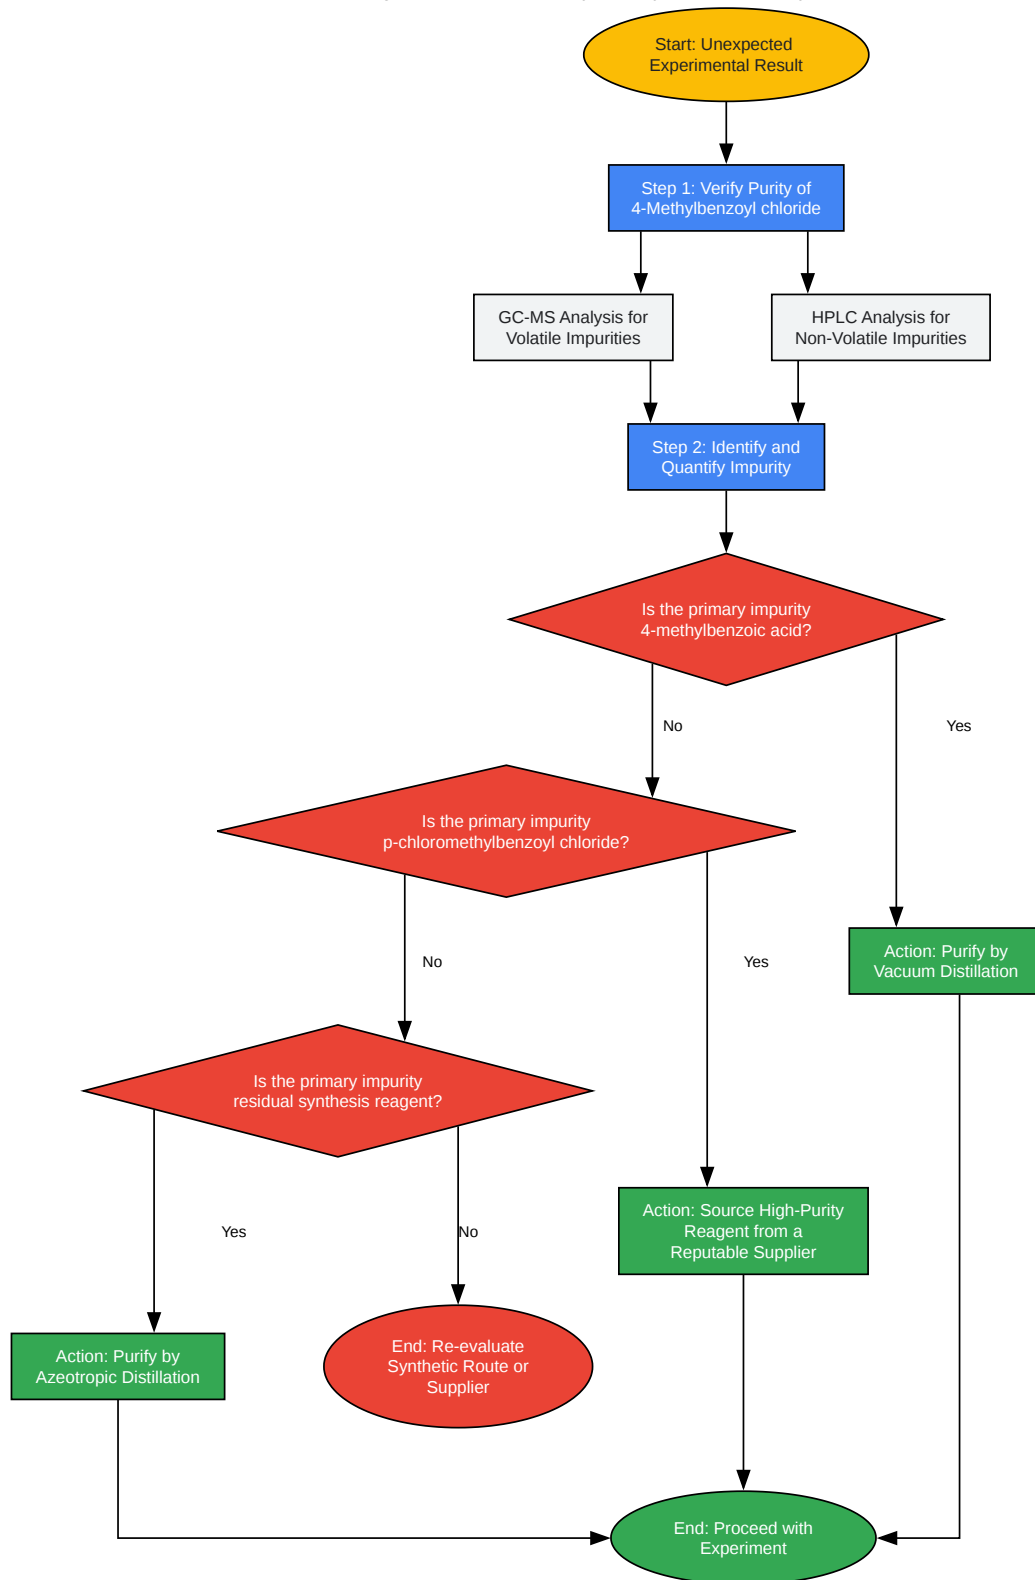 Start: Unexpected
Experimental Result
Step 1: Verify Purity of
4-Methylbenzoyl chloride
GC-MS Analysis for
Volatile Impurities
HPLC Analysis for
Non-Volatile Impurities
Step 2: Identify and
Quantify Impurity
Is the primary impurity
4-methylbenzoic acid?
No
Yes
Is the primary impurity
p-chloromethylbenzoyl chloride?
Action: Purify by
Vacuum Distillation
No
Yes
Is the primary impurity
residual synthesis reagent?
Action: Source High-Purity
Reagent from a
Reputable Supplier
Yes
No
Action: Purify by
Azeotropic Distillation
End: Re-evaluate
Synthetic Route or
Supplier
End: Proceed with
Experiment